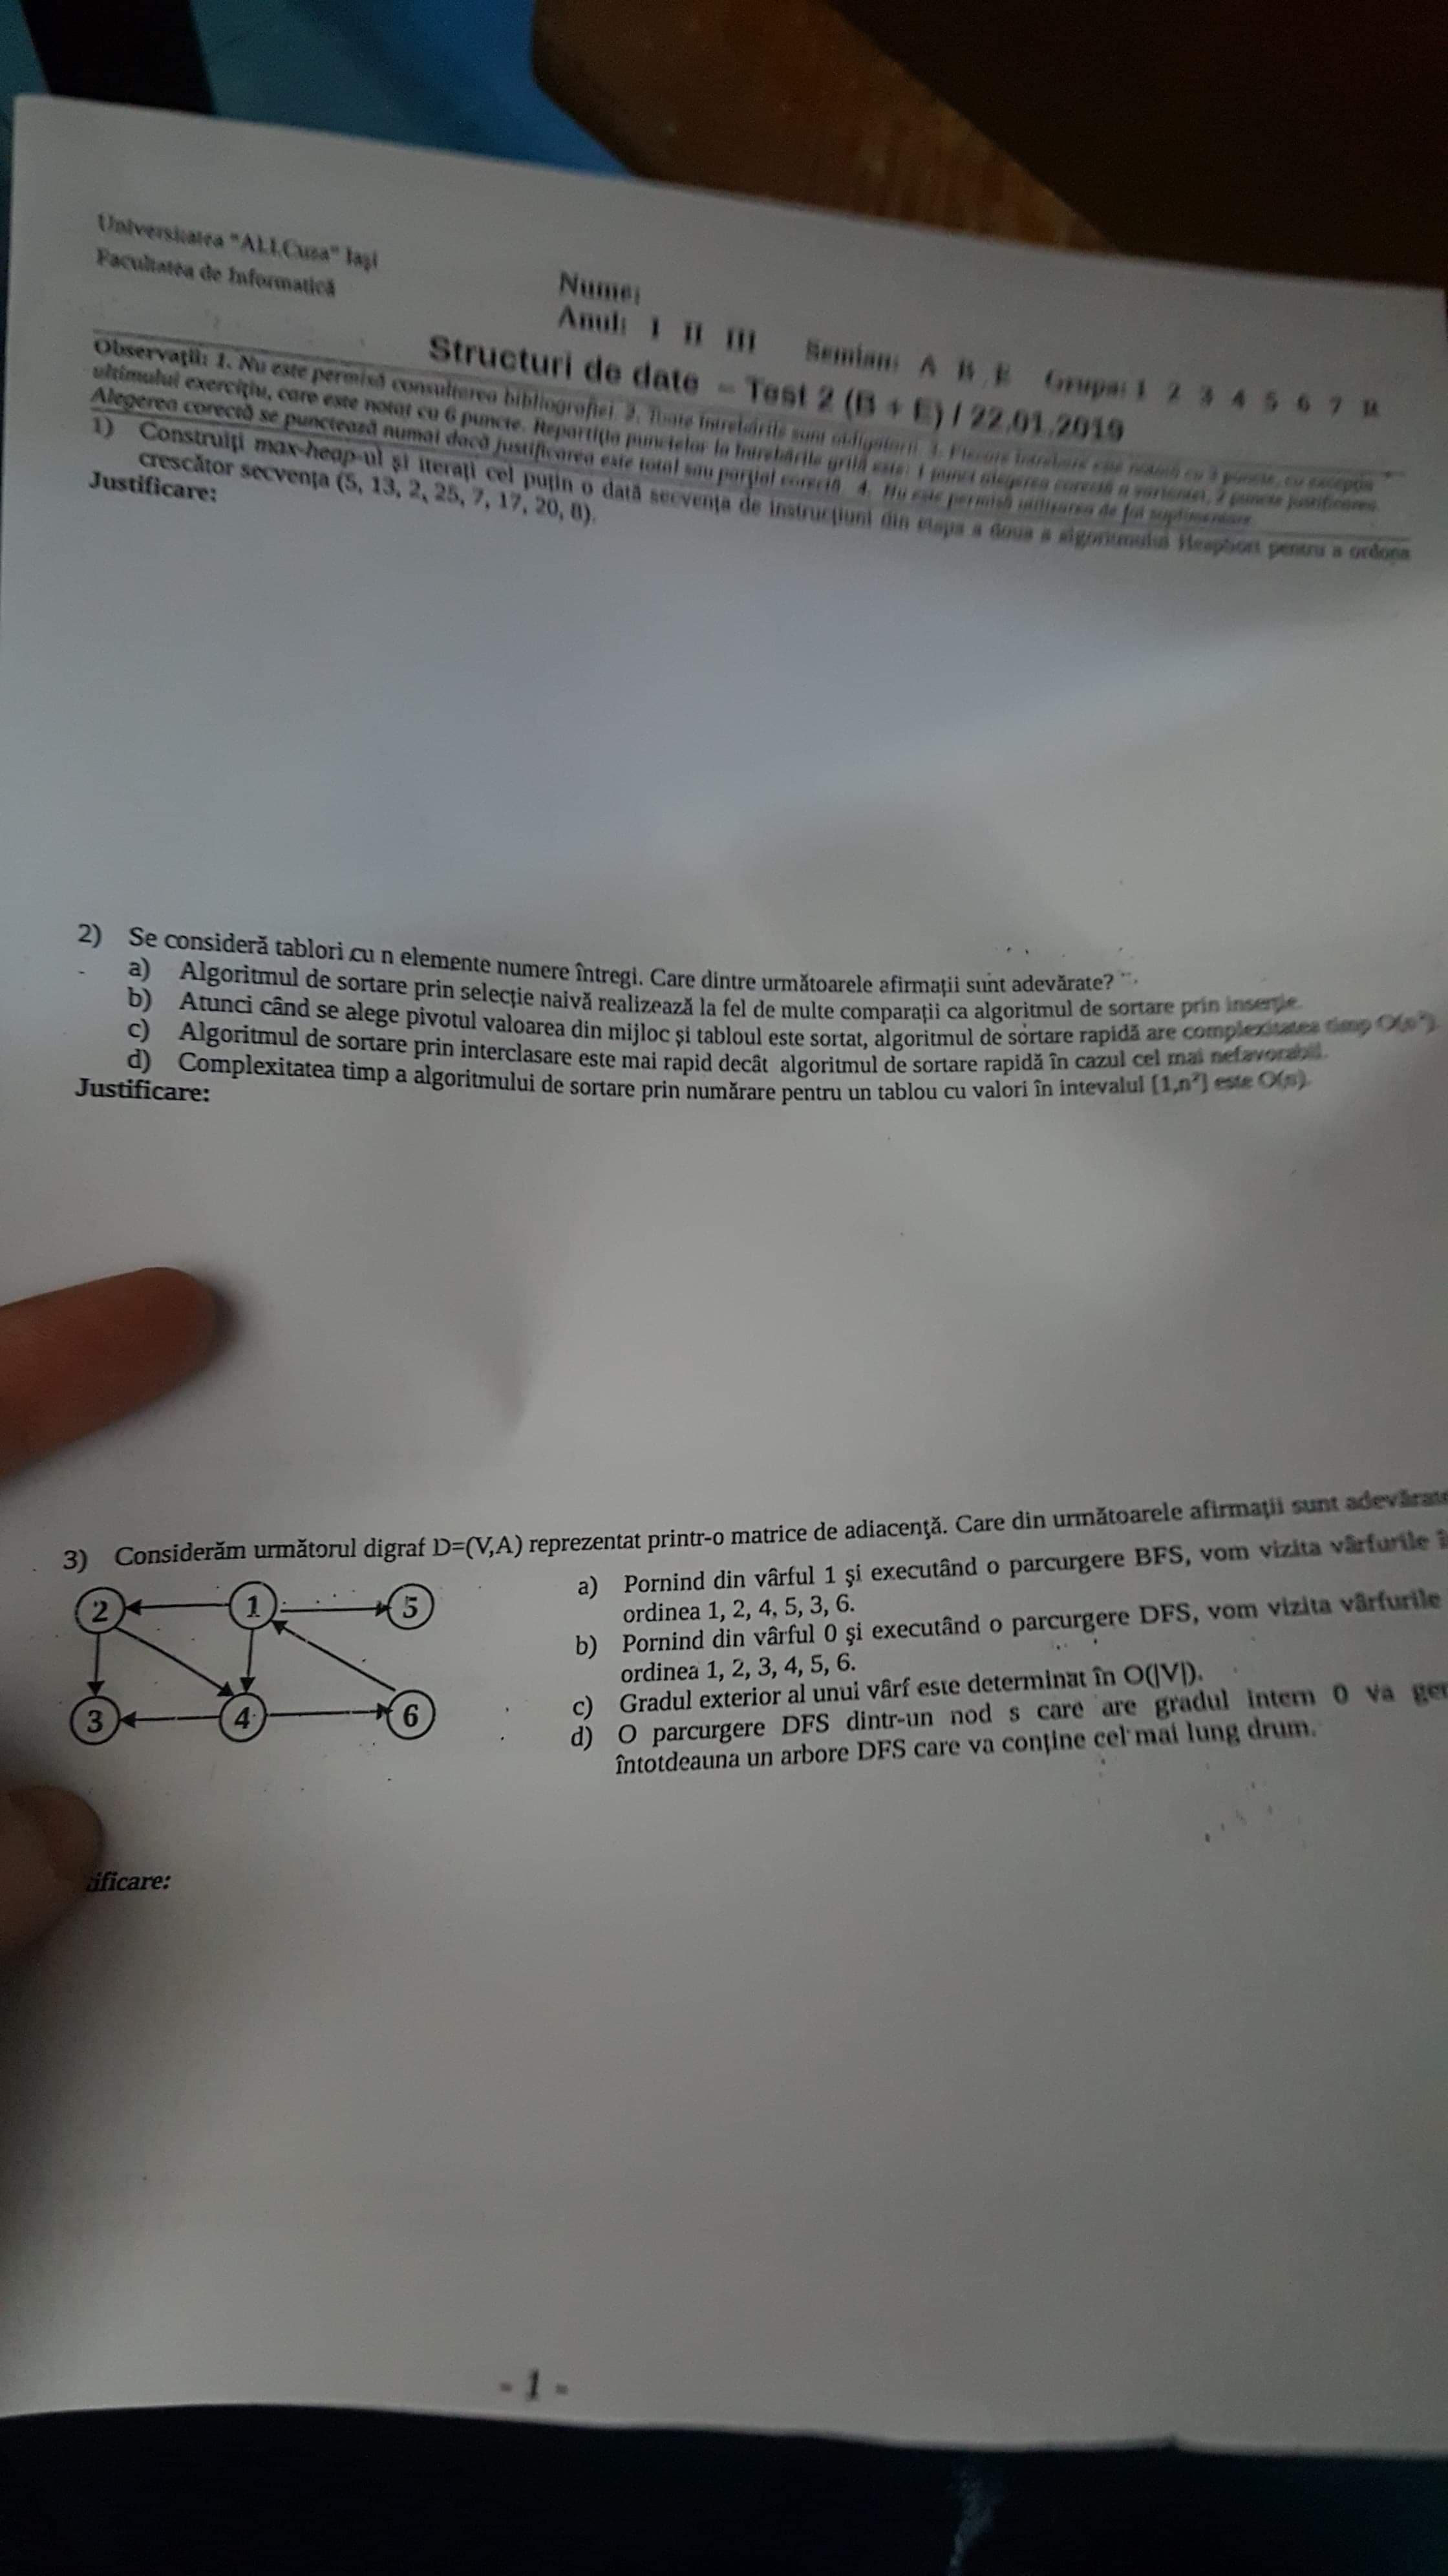 Universitatea "Al.I.Cuza" Iaşi
Facultatea de Informatică
Nume:
Anul: I II III Semian: A B E Grupa: 1 2 3 4 5 6 7 8
Structuri de date – Test 2 (B + E) / 22.01.2019
Observaţii: 1. Nu este permisă consultarea bibliografiei. 2. Toate întrebările sunt obligatorii. 3. Fiecare întrebare este notată cu 3 puncte, cu excepţia
ultimului exerciţiu, care este notat cu 6 puncte. Repartiţia punctelor la întrebările grilă este: 1 punct alegerea corectă a variantei, 2 puncte justificarea.
Alegerea corectă se punctează numai dacă justificarea este total sau parţial corectă. 4. Nu este permisă utilizarea de foi suplimentare.
1) Construiţi max-heap-ul şi iteraţi cel puţin o dată secvenţa de instrucţiuni din etapa a doua a algoritmului HeapSort pentru a ordona
crescător secvenţa (5, 13, 2, 25, 7, 17, 20, 8).
Justificare:
2) Se consideră tablori cu n elemente numere întregi. Care dintre următoarele afirmaţii sunt adevărate?
a) Algoritmul de sortare prin selecţie naivă realizează la fel de multe comparaţii ca algoritmul de sortare prin inserţie.
b) Atunci când se alege pivotul valoarea din mijloc şi tabloul este sortat, algoritmul de sortare rapidă are complexitatea timp O(n²).
c) Algoritmul de sortare prin interclasare este mai rapid decât algoritmul de sortare rapidă în cazul cel mai nefavorabil.
d) Complexitatea timp a algoritmului de sortare prin numărare pentru un tablou cu valori în intevalul [1,n²] este O(n).
Justificare:
3) Considerăm următorul digraf D=(V,A) reprezentat printr-o matrice de adiacenţă. Care din următoarele afirmaţii sunt adevărate
2 1 5
3 4 6
a) Pornind din vârful 1 şi executând o parcurgere BFS, vom vizita vârfurile î
ordinea 1, 2, 4, 5, 3, 6.
b) Pornind din vârful 0 şi executând o parcurgere DFS, vom vizita vârfurile
ordinea 1, 2, 3, 4, 5, 6.
c) Gradul exterior al unui vârf este determinat în O(|V|).
d) O parcurgere DFS dintr-un nod s care are gradul intern 0 va gen
întotdeauna un arbore DFS care va conţine cel mai lung drum.
ificare:
- 1 -